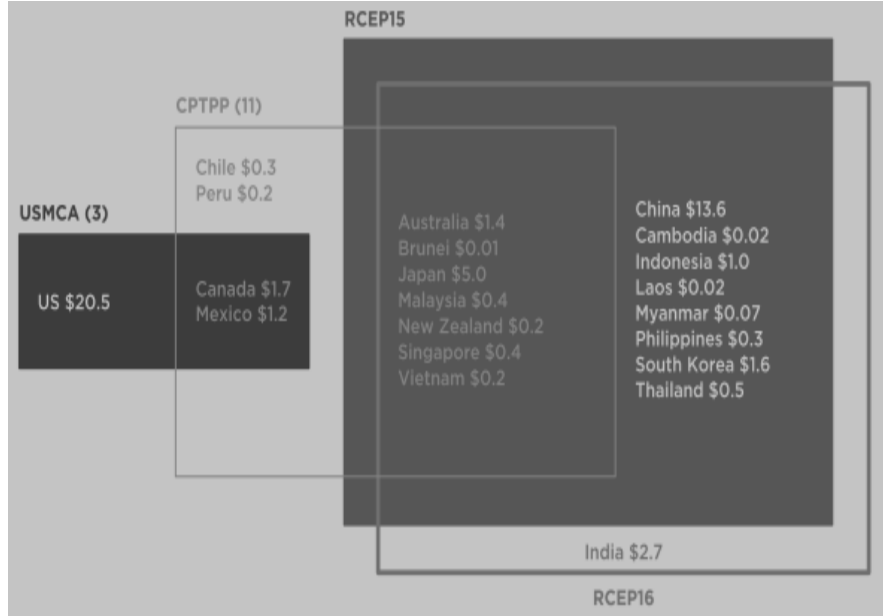 RCEP15
CPTPP (11)
Chile $0.3
Peru $0.2
USMCA (3)
US $20.5
Canada $1.7
Mexico $1.2
Australia $1.4
Brunei $0.01
Japan $5.0
Malaysia $0.4
New Zealand $0.2
Singapore $0.4
Vietnam $0.2
China $13.6
Cambodia $0.02
Indonesia $1.0
Laos $0.02
Myanmar $0.07
Philippines $0.3
South Korea $1.6
Thailand $0.5
India $2.7
RCEP16